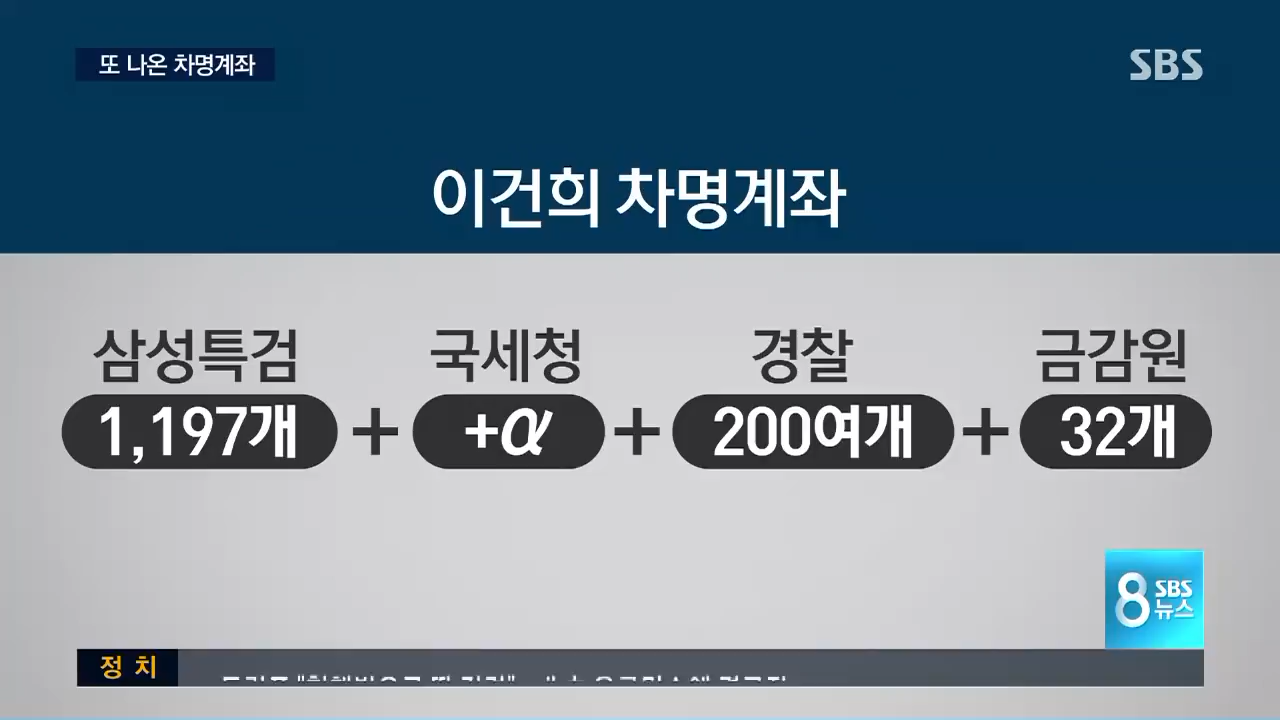 또 나온 차명계좌
SBS
이건희 차명계좌
삼성특검 국세청 경찰 금감원
1,197개 + +α + 200여개 + 32개
8 SBS
뉴스
정 치